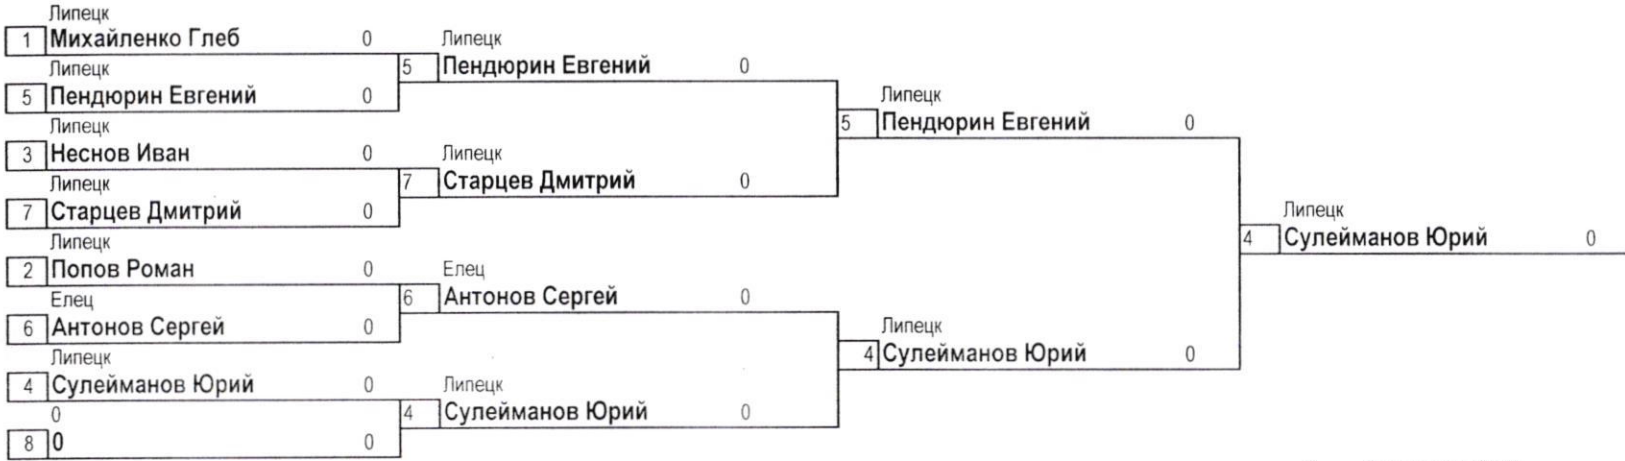 Липецк
1 Михайленко Глеб 0
Липецк
5 Пендюрин Евгений 0
Липецк
3 Неснов Иван 0
Липецк
7 Старцев Дмитрий 0
Липецк
2 Попов Роман 0
Елец
6 Антонов Сергей 0
Липецк
4 Сулейманов Юрий 0
0
8 0 0
Липецк
5 Пендюрин Евгений 0
Липецк
7 Старцев Дмитрий 0
Елец
6 Антонов Сергей 0
Липецк
4 Сулейманов Юрий 0
Липецк
5 Пендюрин Евгений 0
Липецк
4 Сулейманов Юрий 0
Липецк
4 Сулейманов Юрий 0